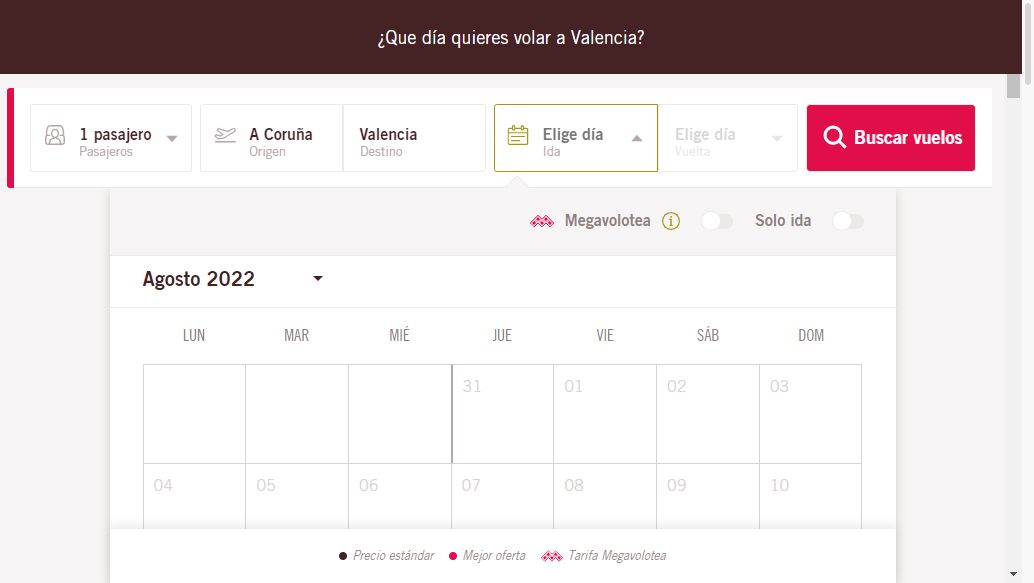 ¿Que día quieres volar a Valencia?
1 pasajero
Pasajeros
A Coruña
Origen
Valencia
Destino
Elige día
Ida
Elige día
Vuelta
Buscar vuelos
Megavolotea
Solo ida
Agosto 2022
LUN MAR MIÉ JUE VIE SÁB DOM
31 01 02 03
04 05 06 07 08 09 10
Precio estándar Mejor oferta Tarifa Megavolotea